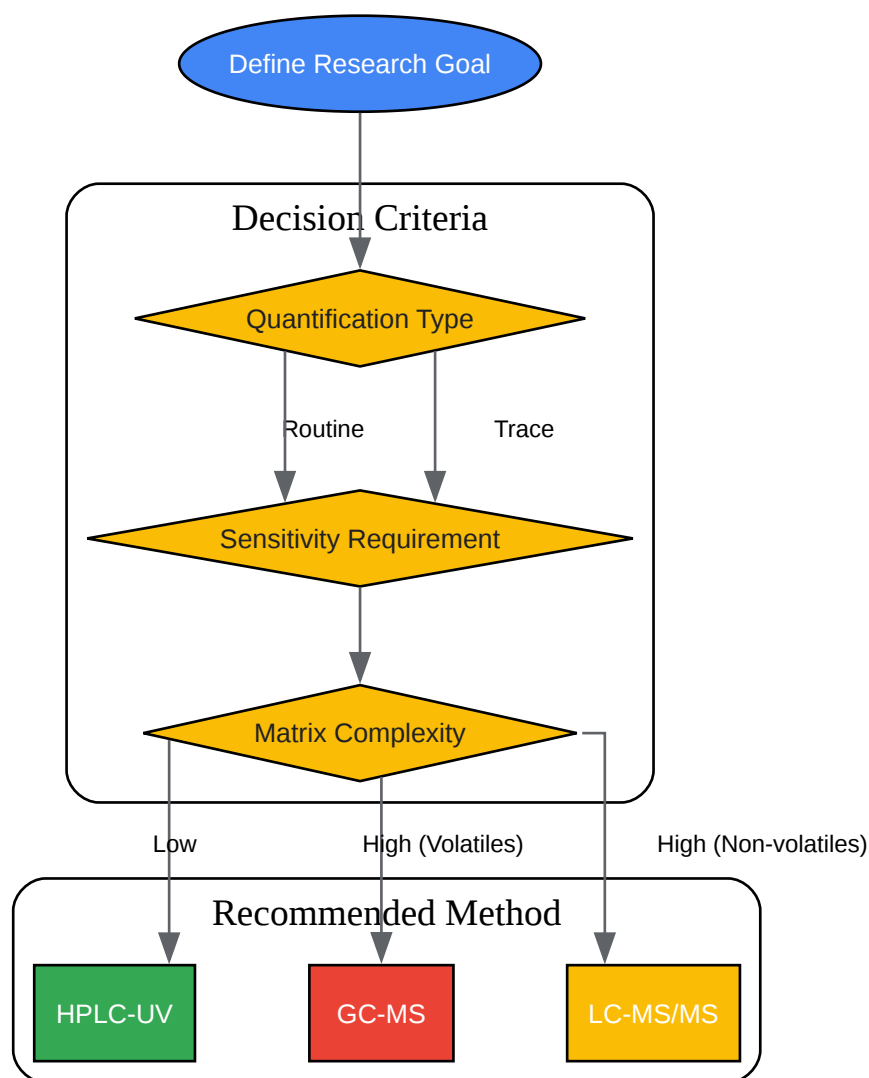 Define Research Goal
Decision Criteria
Quantification Type
Routine
Trace
Sensitivity Requirement
Matrix Complexity
Low
High (Volatiles)
High (Non-volatiles)
Recommended Method
HPLC-UV
GC-MS
LC-MS/MS